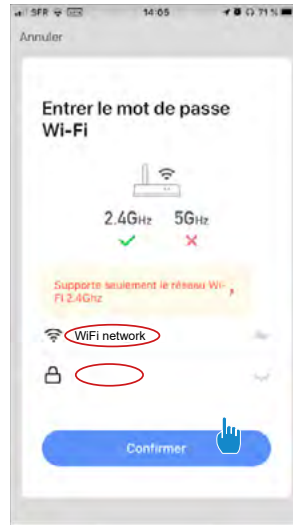 SFR 14:05 71 %
Annuler
Entrer le mot de passe
Wi-Fi
2.4GHz 5GHz
Supporte seulement le réseau Wi-
Fi 2.4Ghz
WiFi network
Confirmer